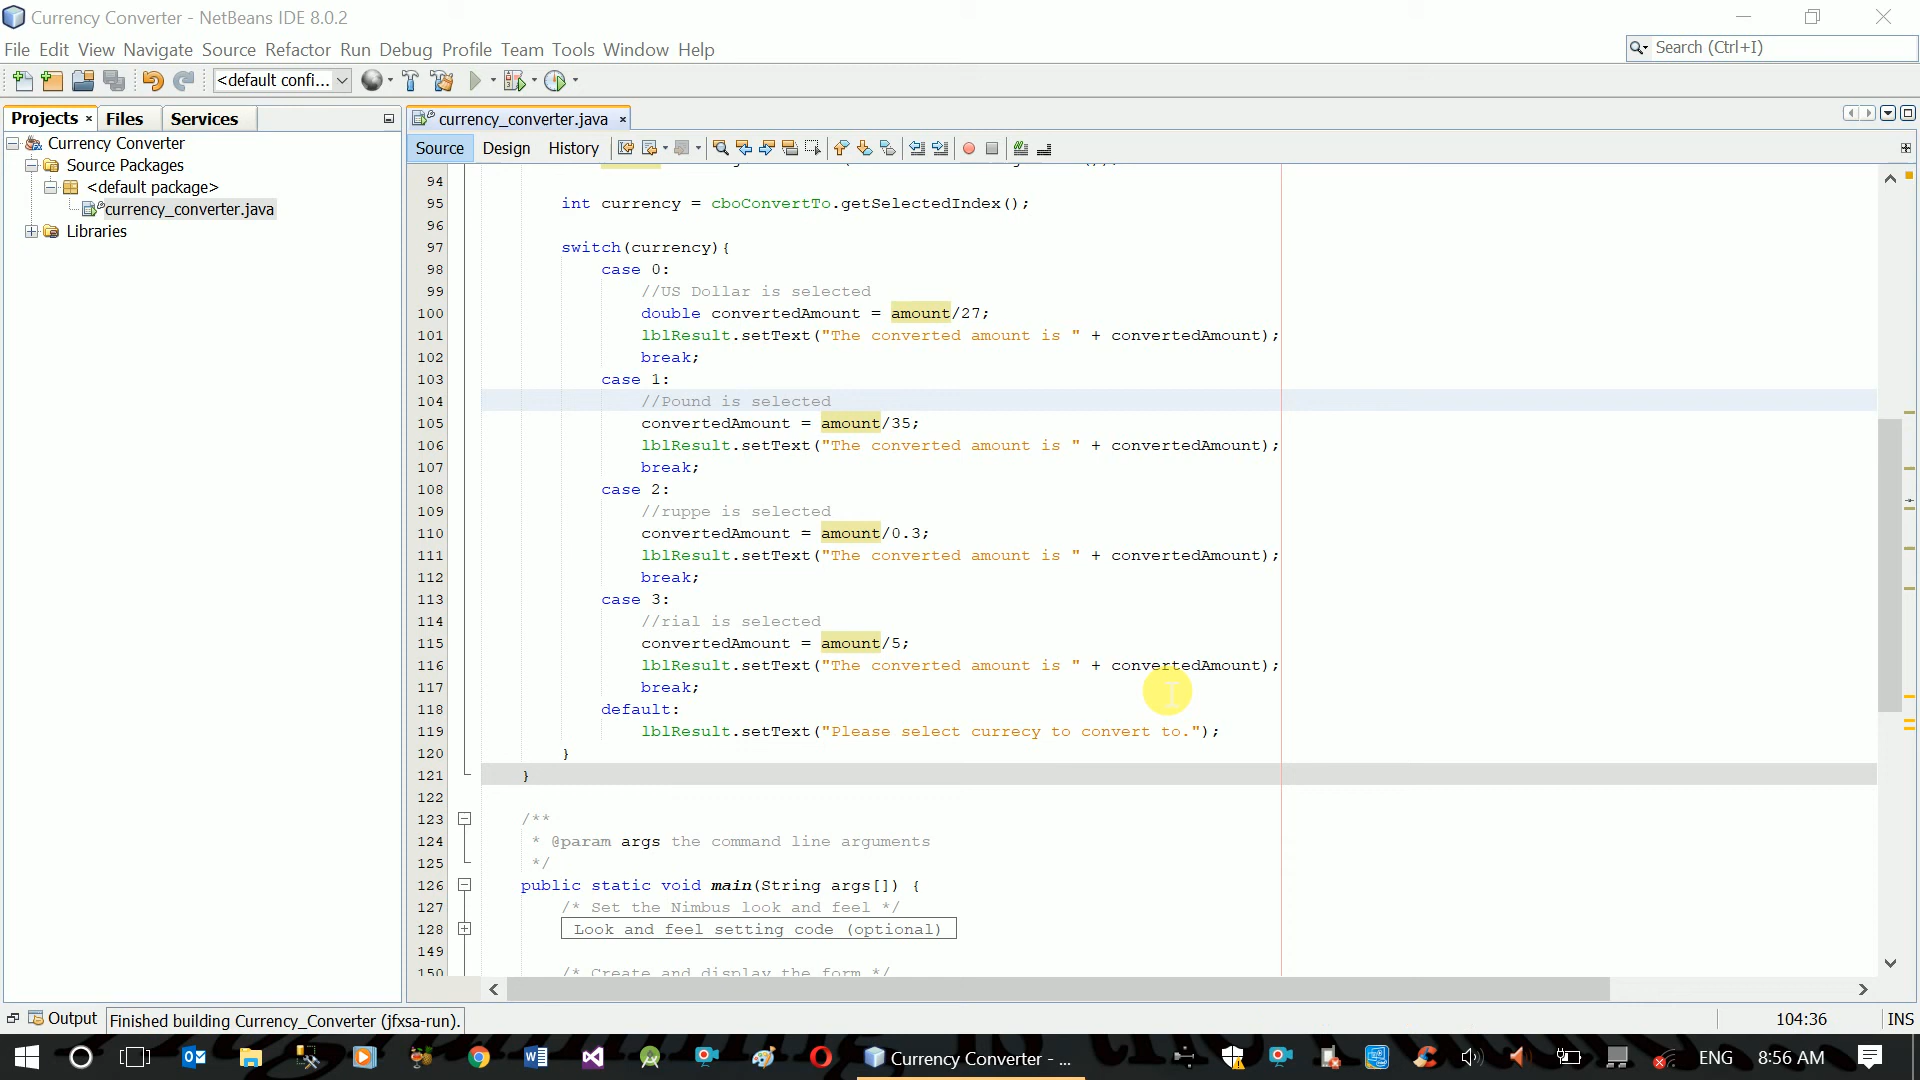 Currency Converter - NetBeans IDE 8.0.2
File Edit View Navigate Source Refactor Run Debug Profile Team Tools Window Help
Search (Ctrl+I)
<default confi...
Projects × Files Services
currency_converter.java ×
Currency Converter
Source Packages
<default package>
currency_converter.java
Libraries
Source Design History
94
95 int currency = cboConvertTo.getSelectedIndex();
96
97 switch(currency){
98 case 0:
99 //US Dollar is selected
100 double convertedAmount = amount/27;
101 lblResult.setText("The converted amount is " + convertedAmount);
102 break;
103 case 1:
104 //Pound is selected
105 convertedAmount = amount/35;
106 lblResult.setText("The converted amount is " + convertedAmount);
107 break;
108 case 2:
109 //ruppe is selected
110 convertedAmount = amount/0.3;
111 lblResult.setText("The converted amount is " + convertedAmount);
112 break;
113 case 3:
114 //rial is selected
115 convertedAmount = amount/5;
116 lblResult.setText("The converted amount is " + convertedAmount);
117 break;
118 default:
119 lblResult.setText("Please select currecy to convert to.");
120 }
121 }
122
123 /**
124 * @param args the command line arguments
125 */
126 public static void main(String args[]) {
127 /* Set the Nimbus look and feel */
128 Look and feel setting code (optional)
149
150 /* Create and display the form */
Output
Finished building Currency_Converter (jfxsa-run).
104:36 INS
Currency Converter - ...
ENG 8:56 AM